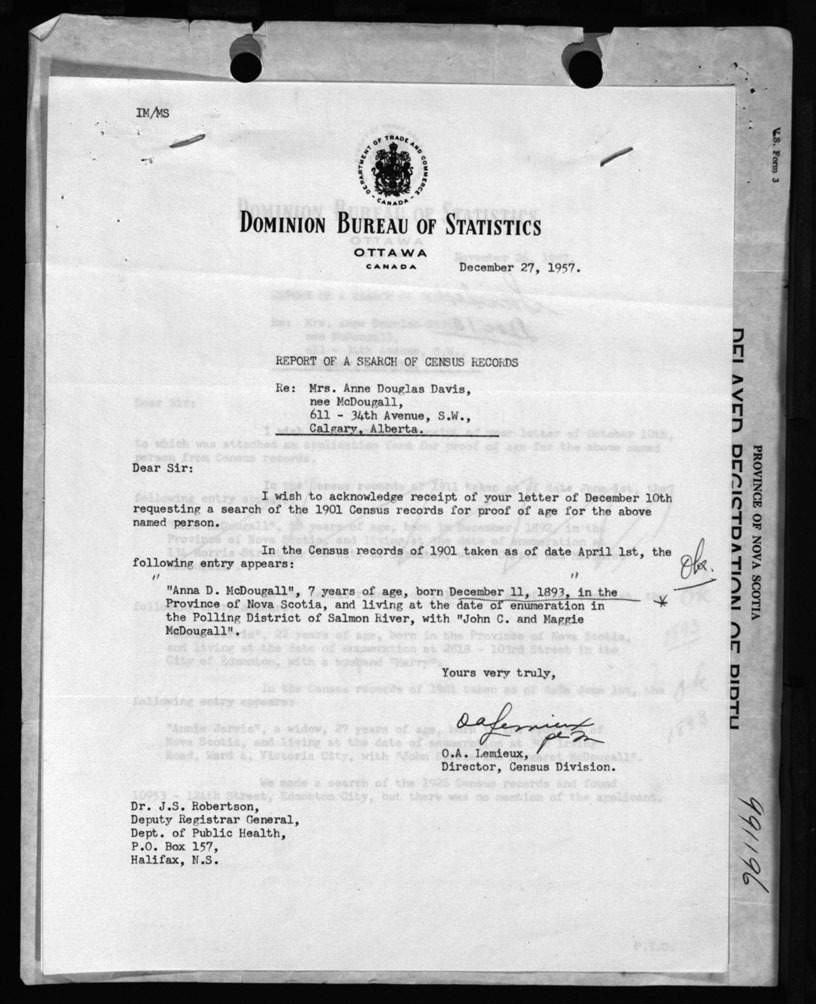 IM/MS
DEPARTMENT OF TRADE AND COMMERCE
CANADA
DOMINION BUREAU OF STATISTICS
OTTAWA
CANADA
December 27, 1957.
REPORT OF A SEARCH OF CENSUS RECORDS
Re: Mrs. Anne Douglas Davis,
nee McDougall,
611 - 34th Avenue, S.W.,
Calgary, Alberta.
Dear Sir:
I wish to acknowledge receipt of your letter of December 10th
requesting a search of the 1901 Census records for proof of age for the above
named person.
In the Census records of 1901 taken as of date April 1st, the
following entry appears:
"Anna D. McDougall", 7 years of age, born December 11, 1893, in the
Province of Nova Scotia, and living at the date of enumeration in
the Polling District of Salmon River, with "John C. and Maggie
McDougall".
Yours very truly,
O.A. Lemieux,
Director, Census Division.
Dr. J.S. Robertson,
Deputy Registrar General,
Dept. of Public Health,
P.O. Box 157,
Halifax, N.S.
V.S. Form 3
PROVINCE OF NOVA SCOTIA
DELAYED REGISTRATION OF BIRTH
991196